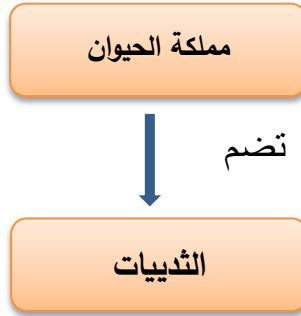 مملكة الحيوان
تضم
الثدييات